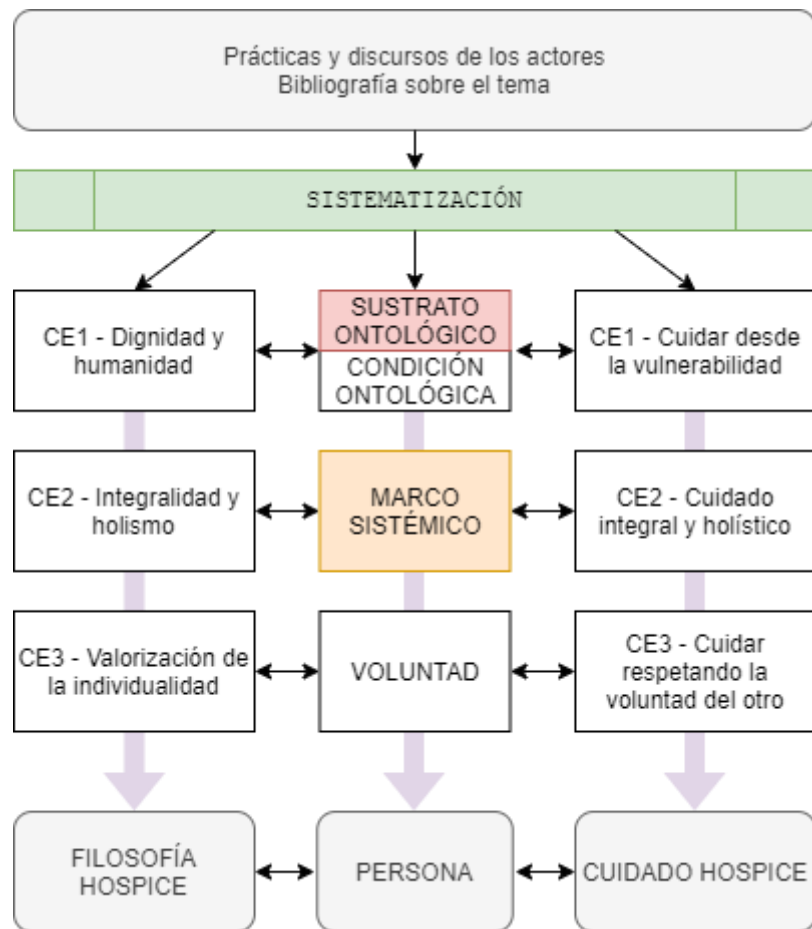 Prácticas y discursos de los actores
Bibliografía sobre el tema
SISTEMATIZACIÓN
CE1 - Dignidad y
humanidad
SUSTRATO
ONTOLÓGICO
CONDICIÓN
ONTOLÓGICA
CE1 - Cuidar desde
la vulnerabilidad
CE2 - Integralidad y
holismo
MARCO
SISTÉMICO
CE2 - Cuidado
integral y holístico
CE3 - Valorización de
la individualidad
VOLUNTAD
CE3 - Cuidar
respetando la
voluntad del otro
FILOSOFÍA
HOSPICE
PERSONA
CUIDADO HOSPICE